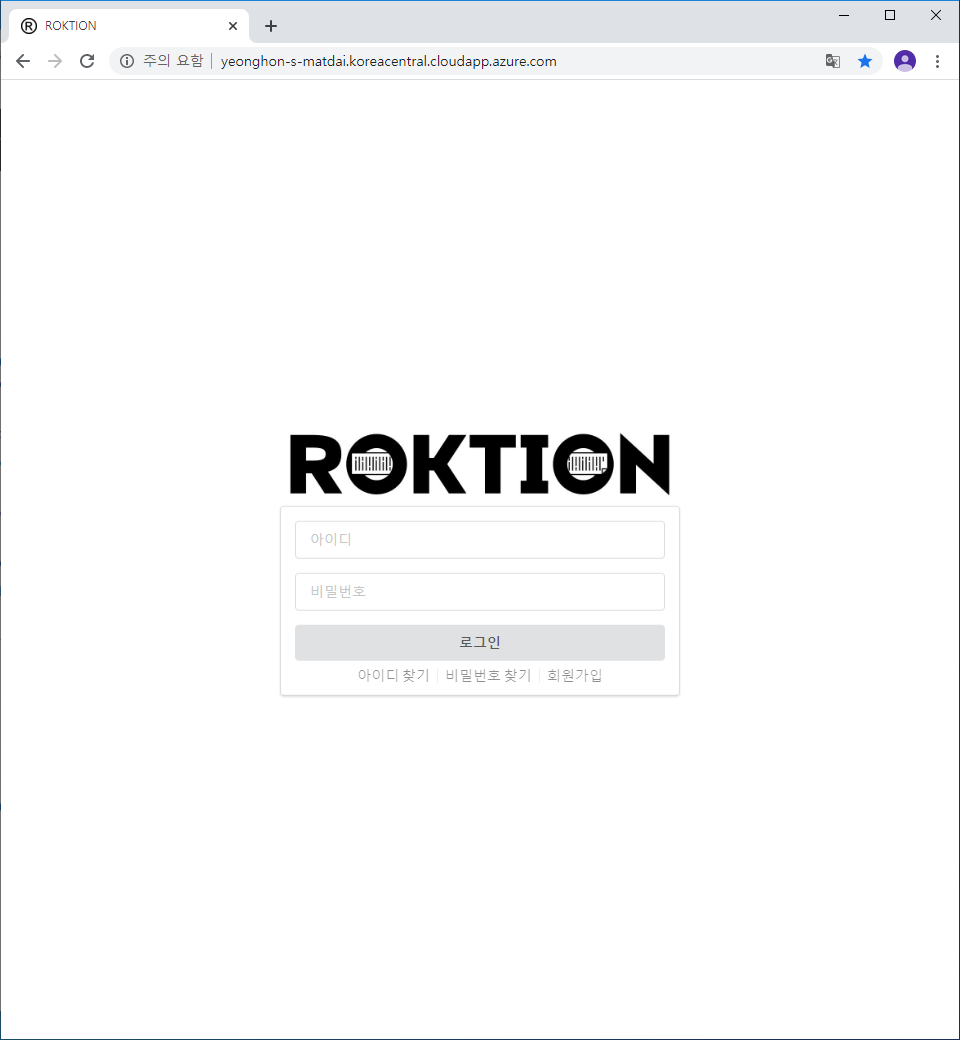 ROKTION
주의 요함 | yeonghon-s-matdai.koreacentral.cloudapp.azure.com
ROKTION
아이디
비밀번호
로그인
아이디 찾기 | 비밀번호 찾기 | 회원가입